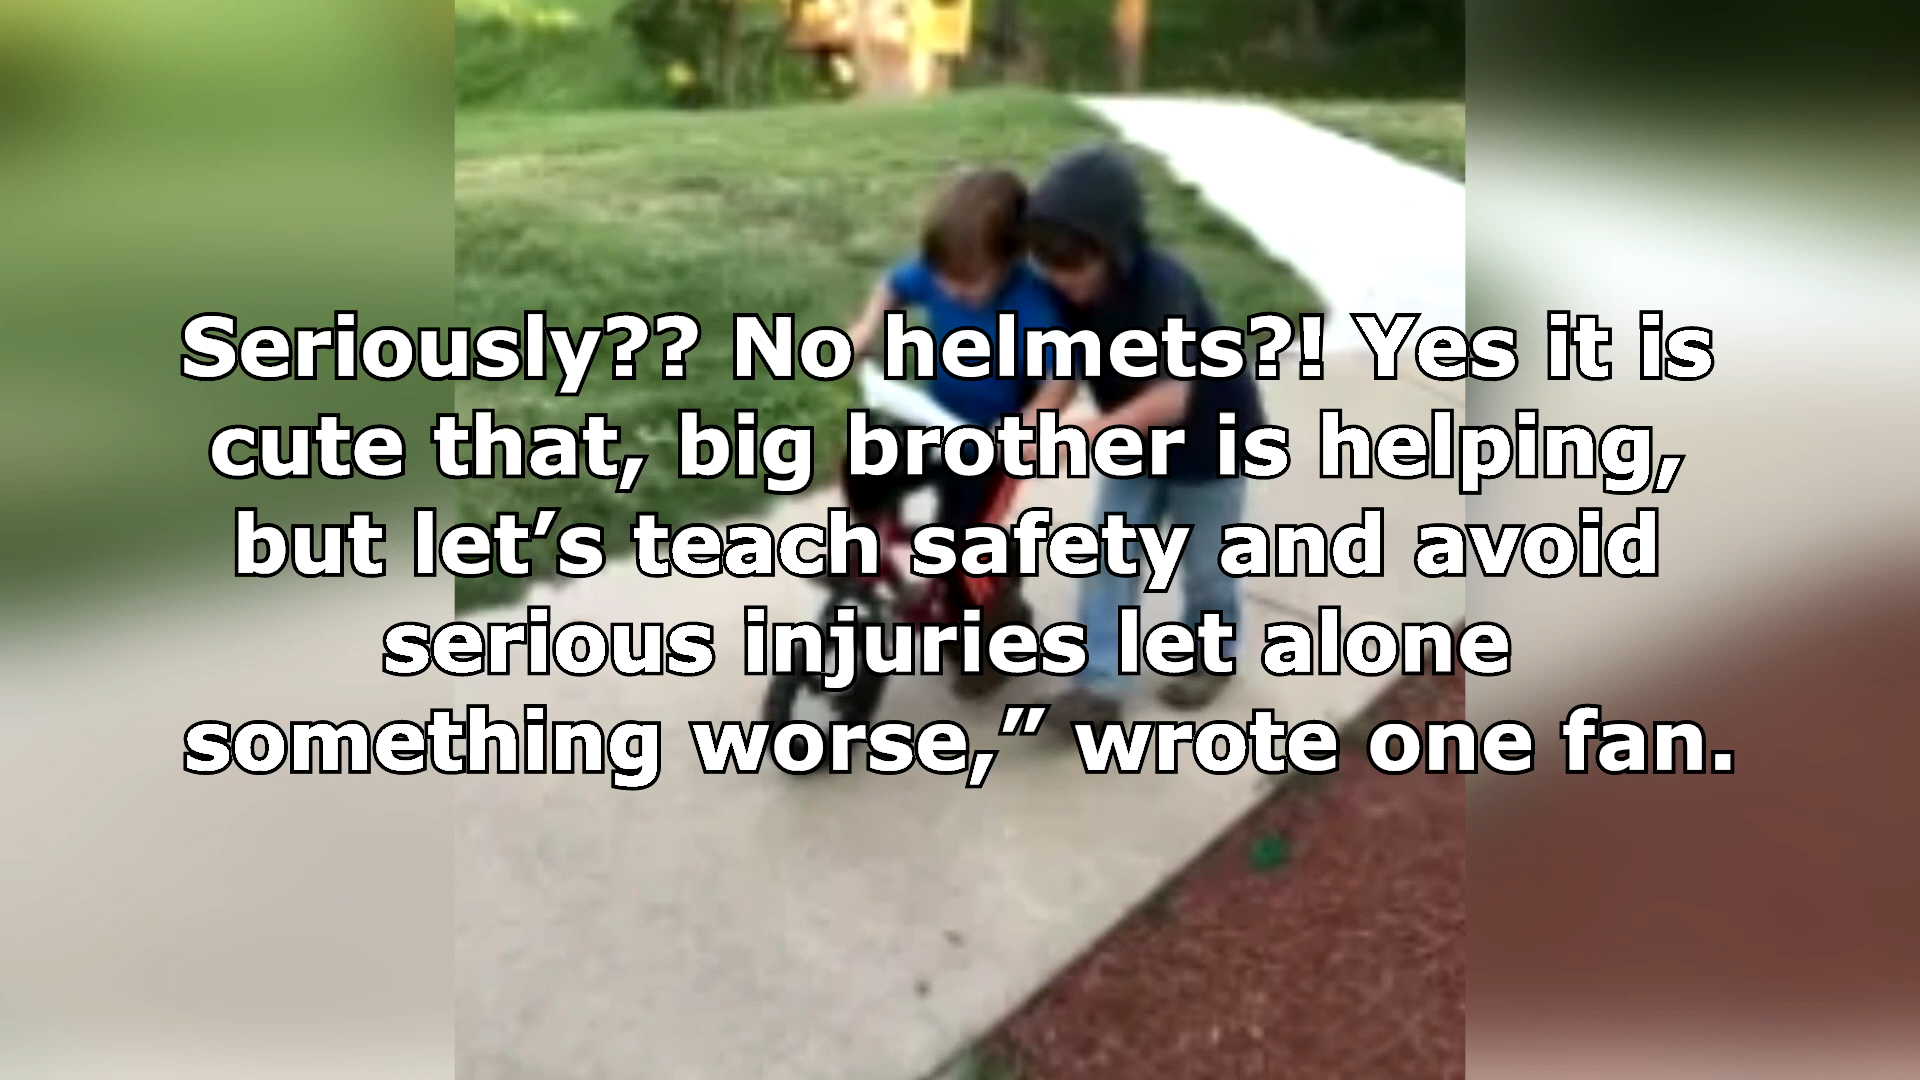 Seriously?? No helmets?! Yes it is
cute that, big brother is helping,
but let’s teach safety and avoid
serious injuries let alone
something worse,” wrote one fan.